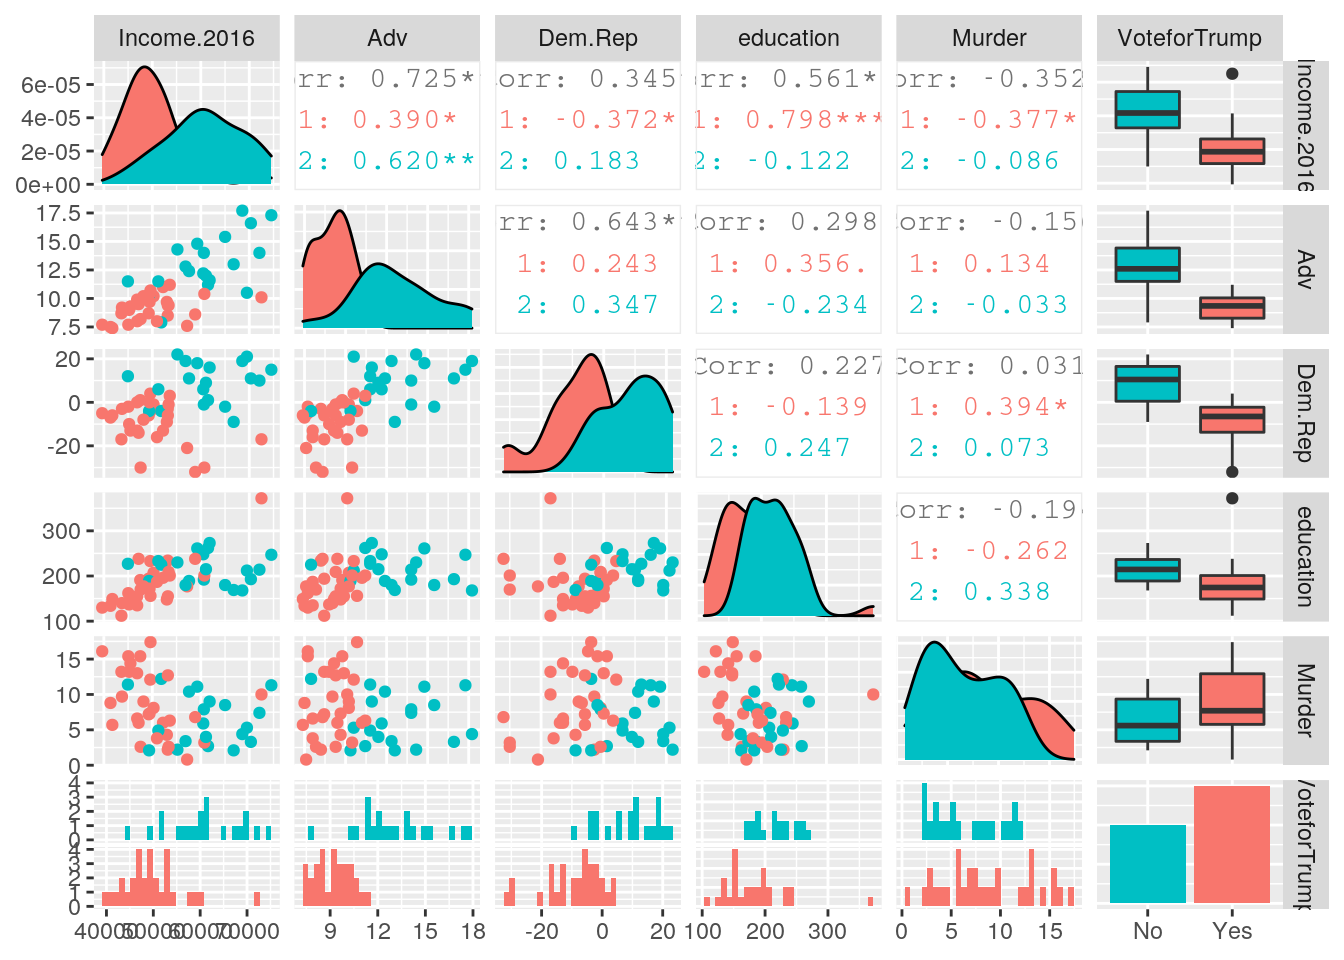 Income.2016 Adv Dem.Rep education Murder VoteforTrump
6e-05
4e-05
2e-05
0e+00
orr: 0.725*
1: 0.390*
2: 0.620**
orr: 0.345
1: -0.372*
2: 0.183
orr: 0.561*
1: 0.798***
2: -0.122
orr: -0.352
1: -0.377*
2: -0.086
Income.2016
17.5
15.0
12.5
10.0
7.5
rr: 0.643*
1: 0.243
2: 0.347
Corr: 0.298
1: 0.356.
2: -0.234
orr: -0.15
1: 0.134
2: -0.033
Adv
20
0
-20
Corr: 0.227
1: -0.139
2: 0.247
Corr: 0.031
1: 0.394*
2: 0.073
Dem.Rep
300
200
100
orr: -0.19
1: -0.262
2: 0.338
education
15
10
5
0
Murder
4
3
2
1
0
4
3
2
1
0
VoteforTrump
40000 50000 60000 70000
9 12 15 18
-20 0 20
100 200 300
0 5 10 15
No Yes